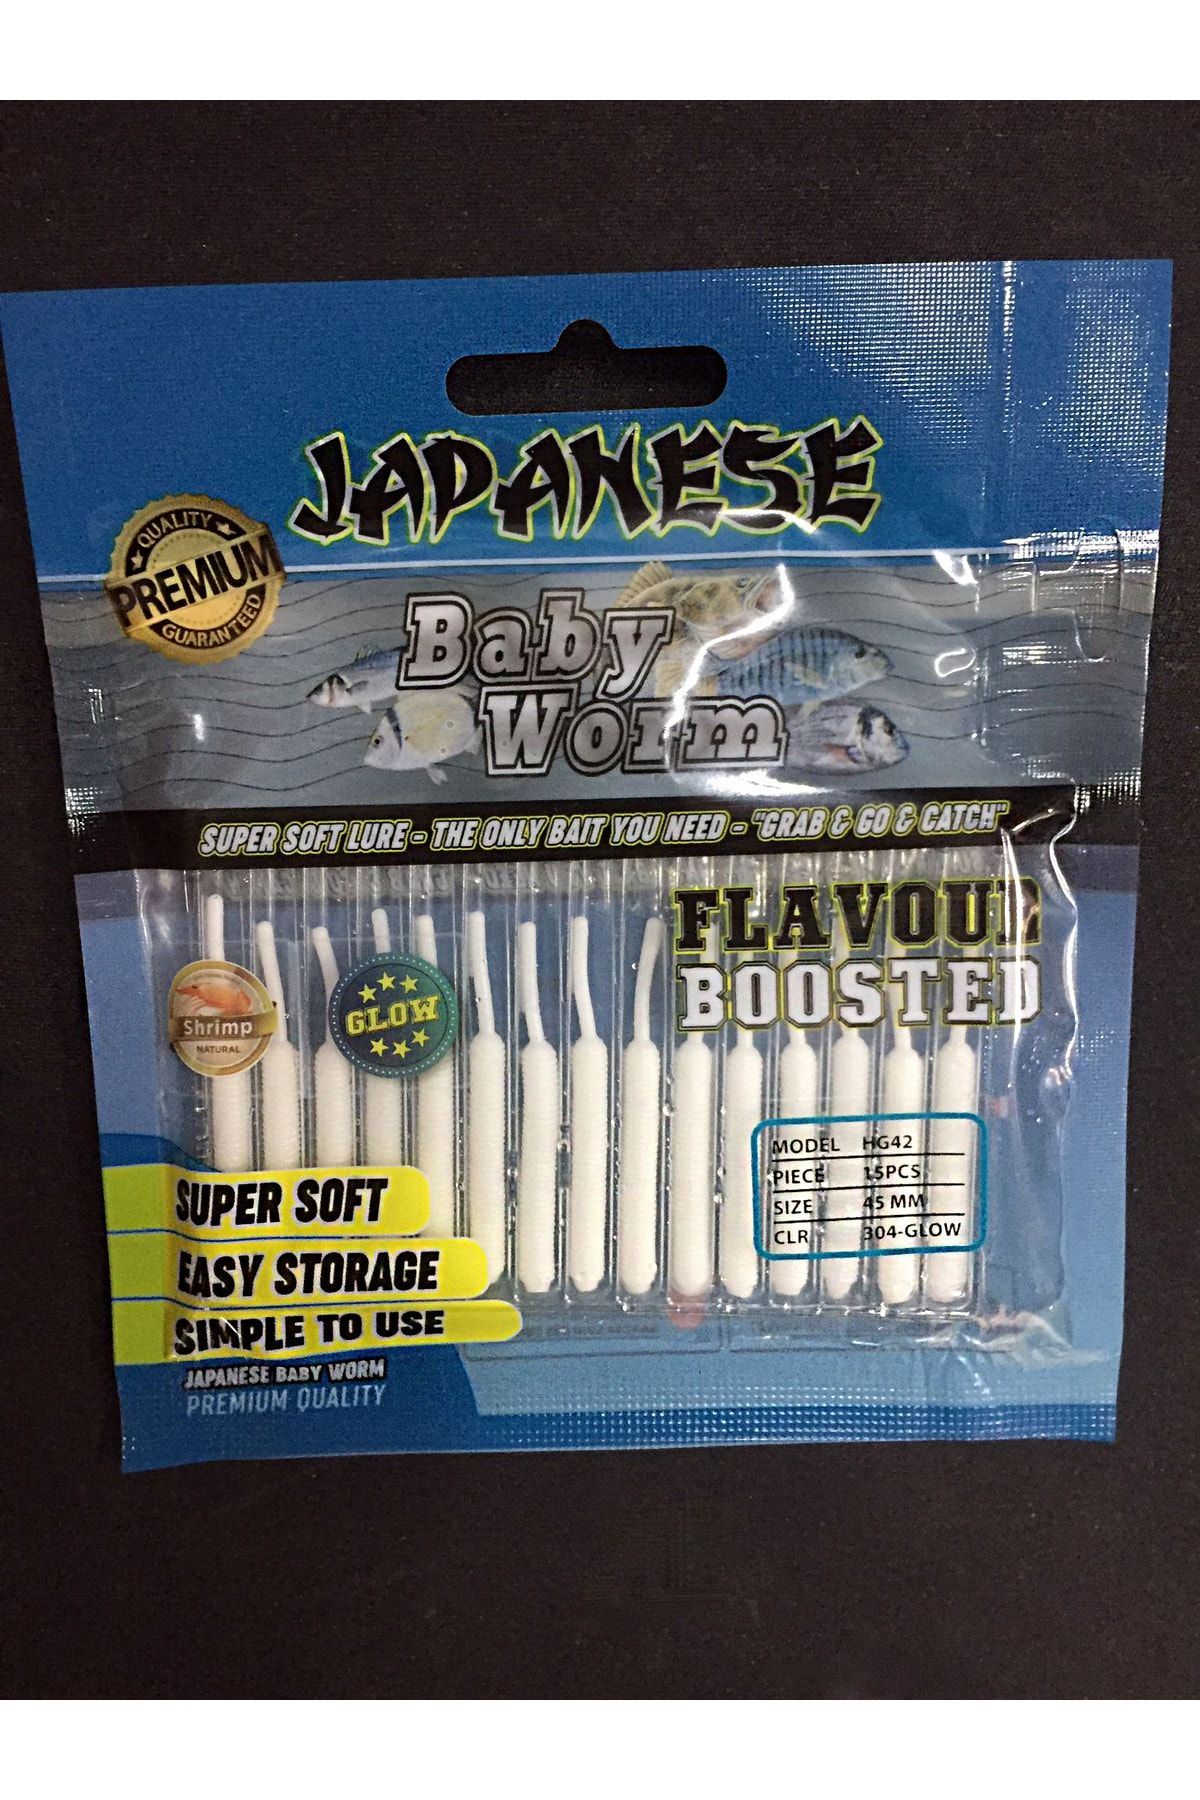 JAPANESE
QUALITY
PREMIUM
GUARANTEED
Baby
Worm
SUPER SOFT LURE - THE ONLY BAIT YOU NEED - "GRAB & GO & CATCH"
FLAVOUR
BOOSTED
Shrimp
NATURAL
GLOW
MODEL HG42
PIECE 15PCS
SIZE 45 MM
CLR 304-GLOW
SUPER SOFT
EASY STORAGE
SIMPLE TO USE
JAPANESE BABY WORM
PREMIUM QUALITY